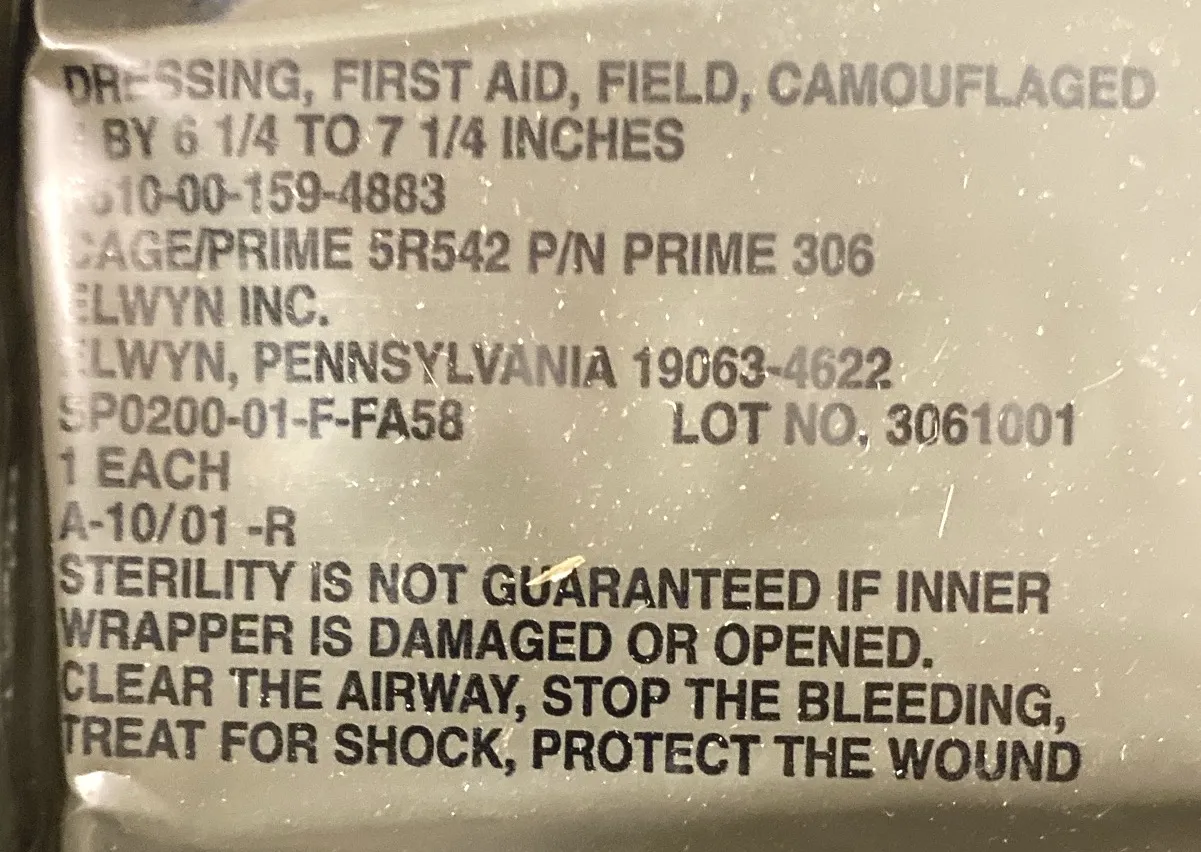 DRESSING, FIRST AID, FIELD, CAMOUFLAGED
BY 6 1/4 TO 7 1/4 INCHES
510-00-159-4883
CAGE/PRIME 5R542 P/N PRIME 306
ELWYN INC.
ELWYN, PENNSYLVANIA 19063-4622
SP0200-01-F-FA58 LOT NO. 3061001
1 EACH
A-10/01 -R
STERILITY IS NOT GUARANTEED IF INNER
WRAPPER IS DAMAGED OR OPENED.
CLEAR THE AIRWAY, STOP THE BLEEDING,
TREAT FOR SHOCK, PROTECT THE WOUND